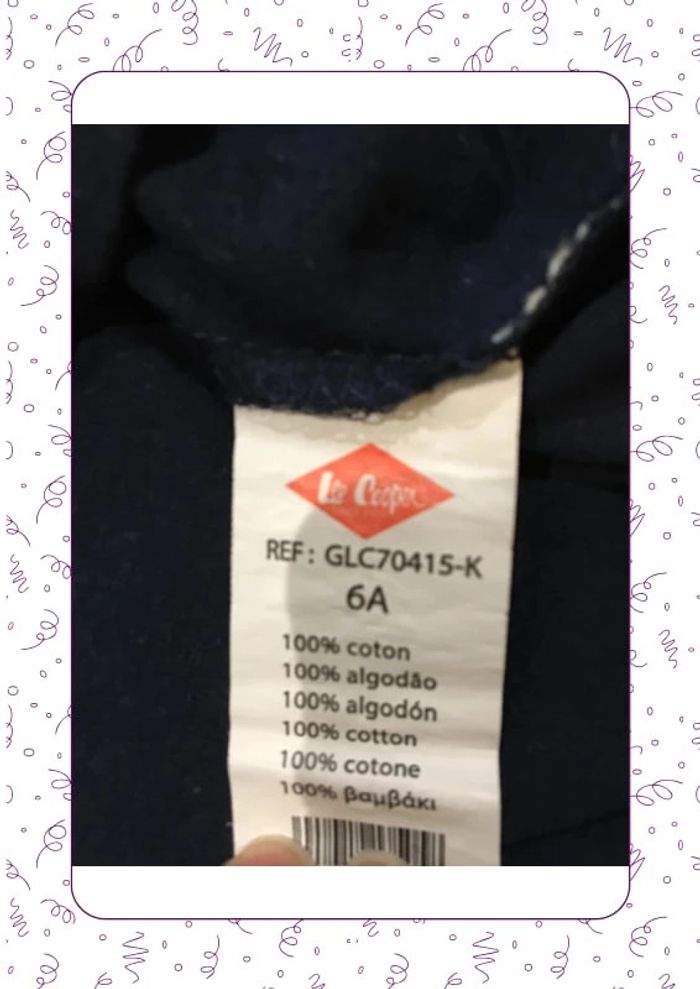 Lee Cooper
REF: GLC70415-K
6A
100% coton
100% algodão
100% algodón
100% cotton
100% cotone
100% βαμβάκι